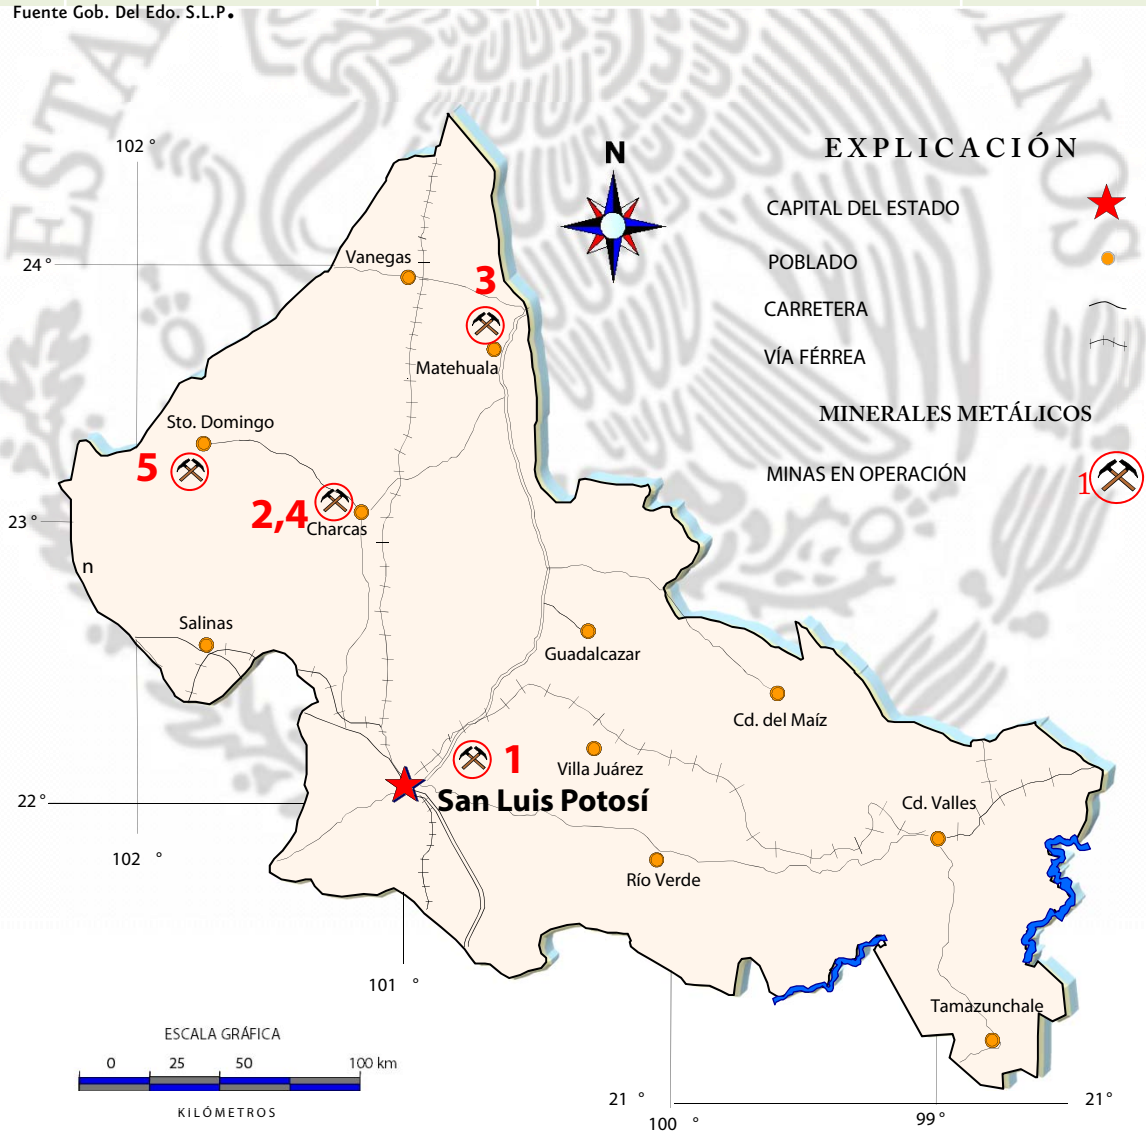 Fuente Gob. Del Edo. S.L.P.
ESTA
ANOS
102 °
N
EXPLICACIÓN
CAPITAL DEL ESTADO
24°
Vanegas
POBLADO
3
CARRETERA
Matehuala
VÍA FÉRREA
MINERALES METÁLICOS
Sto. Domingo
5
MINAS EN OPERACIÓN
1
2,4
Charcas
23°
n
Salinas
Guadalcazar
Cd. del Maíz
1
Villa Juárez
San Luis Potosí
22°
Cd. Valles
102 °
Río Verde
101 °
Tamazunchale
ESCALA GRÁFICA
0 25 50 100 km
KILÓMETROS
21 °
21°
100 °
99°